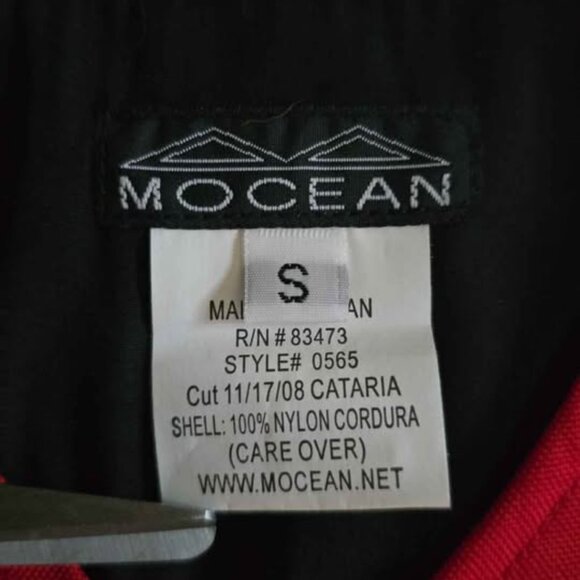 MOCEAN
S
R/N # 83473
STYLE# 0565
Cut 11/17/08 CATARIA
SHELL: 100% NYLON CORDURA
(CARE OVER)
WWW.MOCEAN.NET